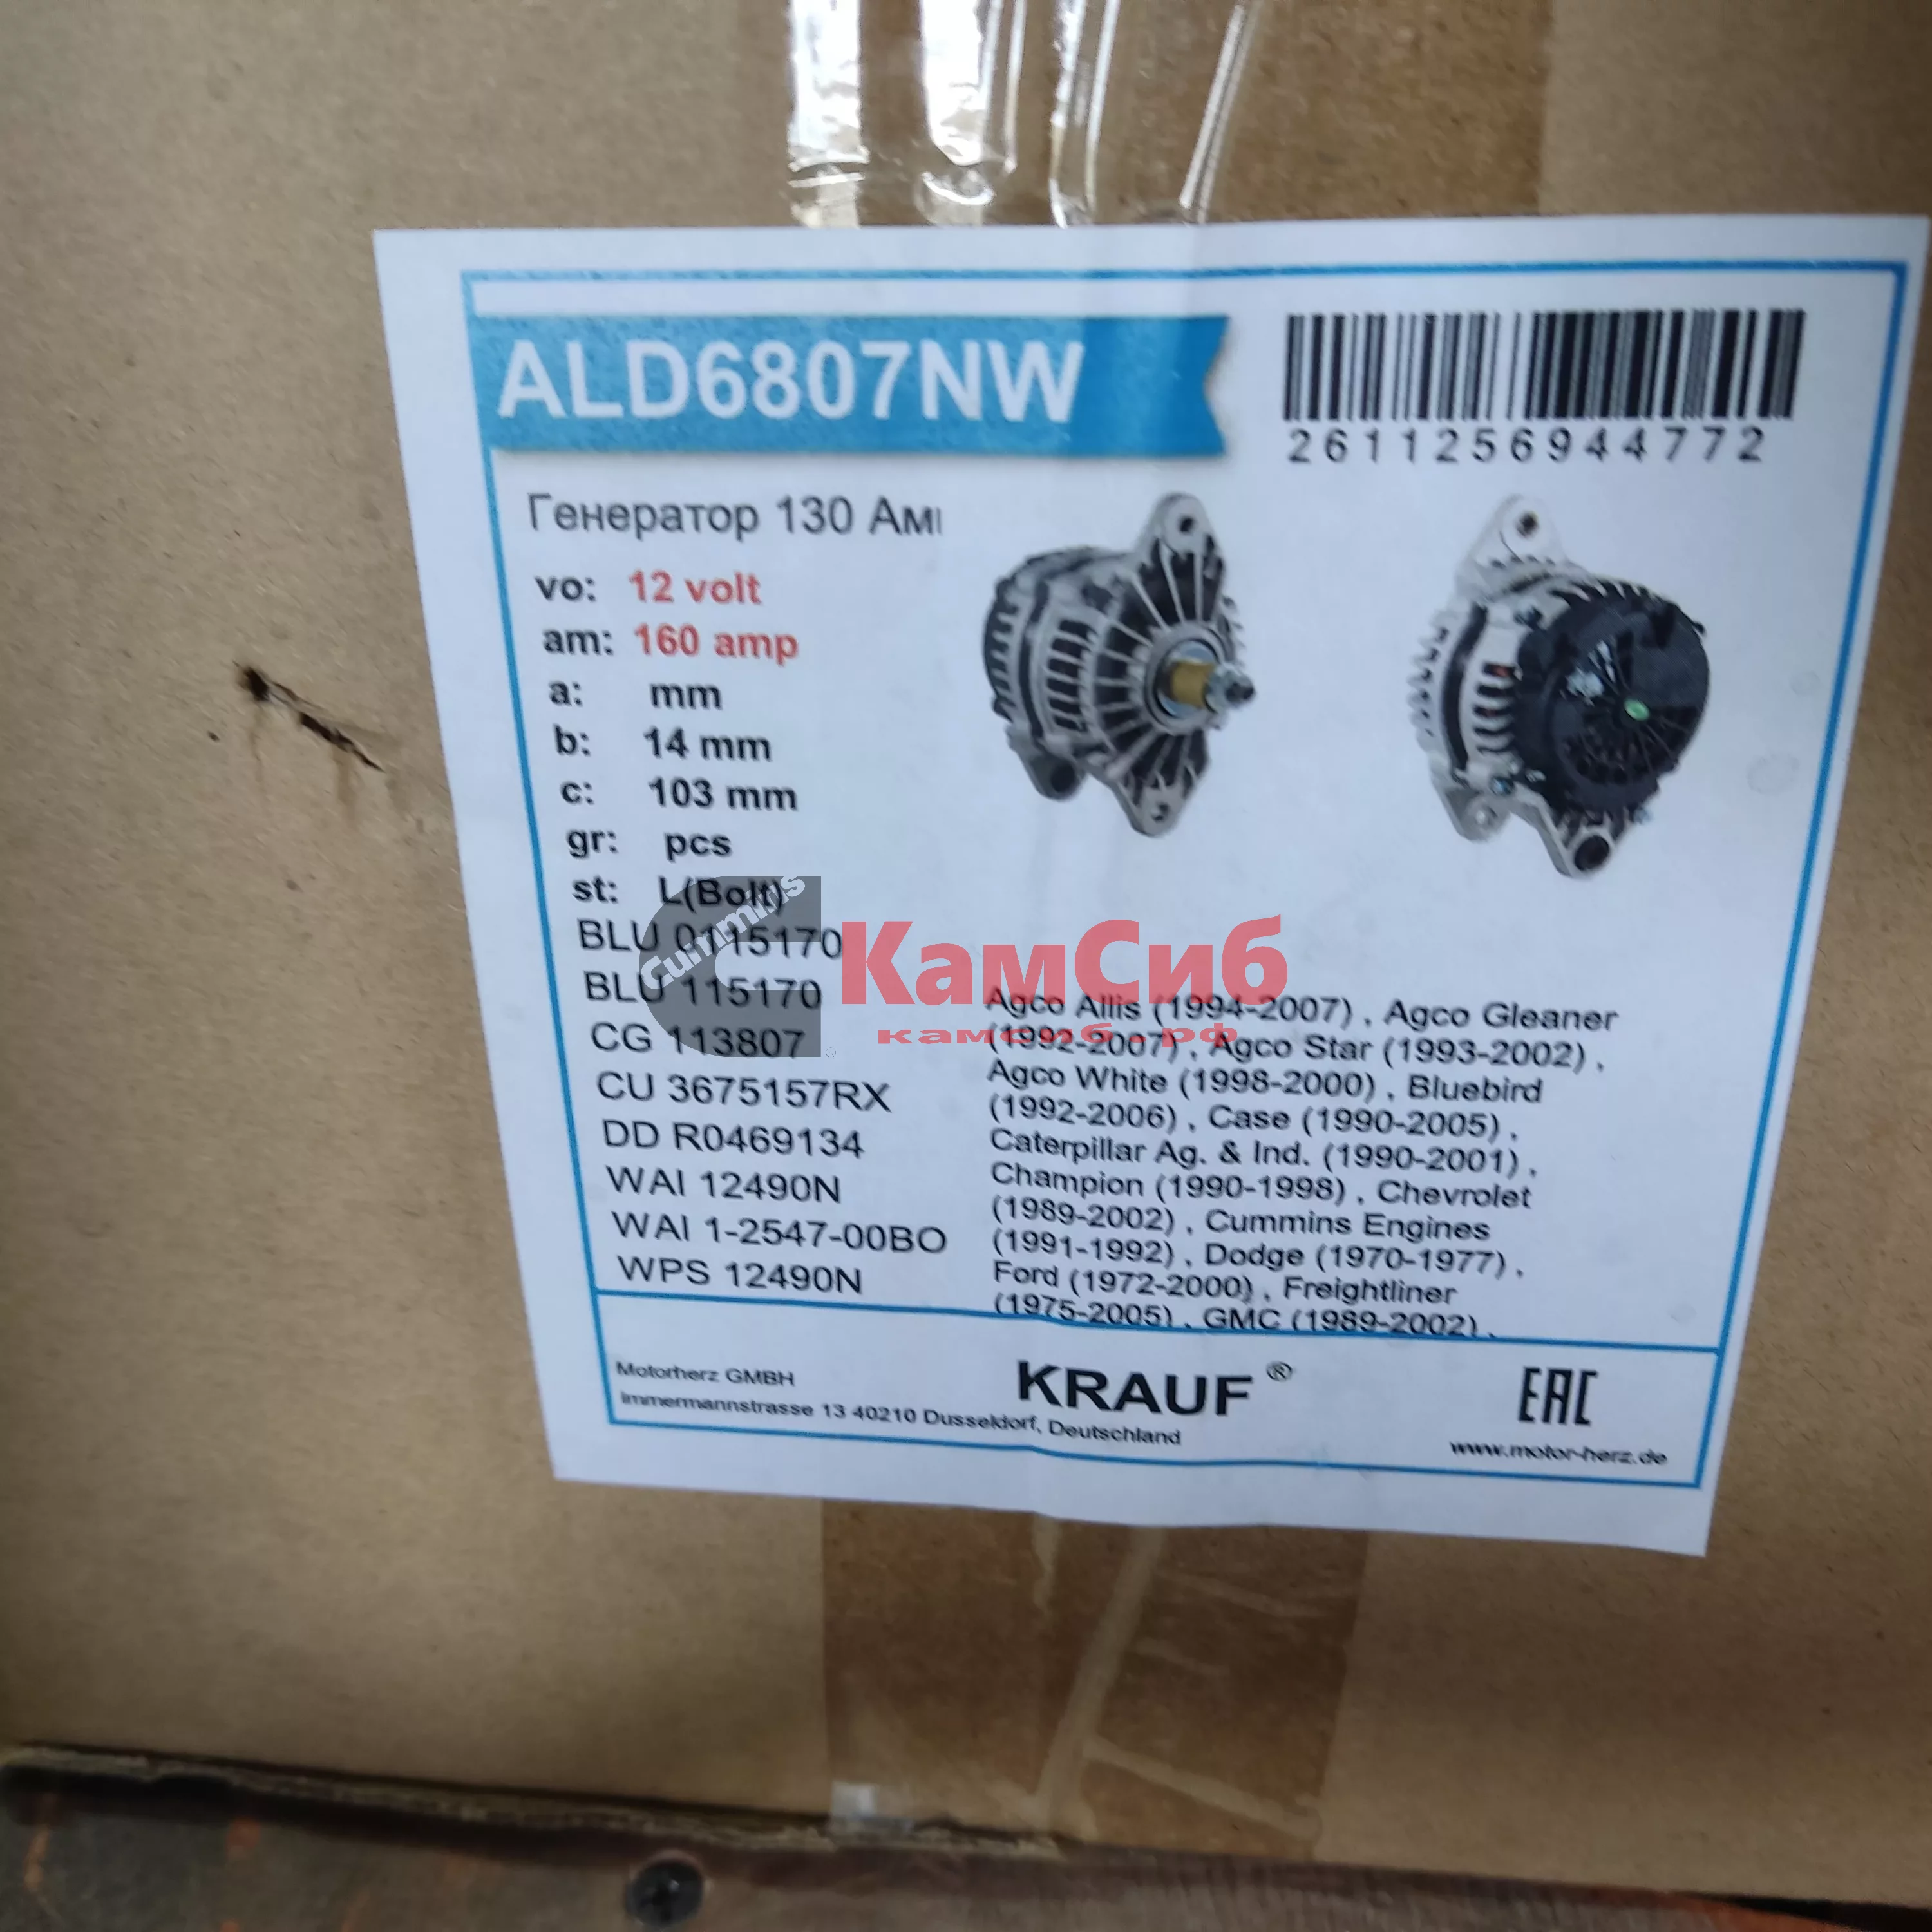 ALD6807NW
2611256944772
Генератор 130 Ам
vo: 12 volt
am: 160 amp
a: mm
b: 14 mm
c: 103 mm
gr: pcs
st: L(Bolt)
BLU 0115170
BLU 115170
CG 113807
CU 3675157RX
DD R0469134
WAI 12490N
WAI 1-2547-00BO
WPS 12490N
Cummins
®
КамСиб
камсиб.рф
Agco Allis (1994-2007) , Agco Gleaner
(1992-2007) , Agco Star (1993-2002) ,
Agco White (1998-2000) , Bluebird
(1992-2006) , Case (1990-2005) ,
Caterpillar Ag. & Ind. (1990-2001) ,
Champion (1990-1998) , Chevrolet
(1989-2002) , Cummins Engines
(1991-1992) , Dodge (1970-1977) ,
Ford (1972-2000) , Freightliner
(1975-2005) , GMC (1989-2002) ,
Motorherz GMBH
Immermannstrasse 13 40210 Dusseldorf, Deutschland
KRAUF ®
EAC
www.motor-herz.de